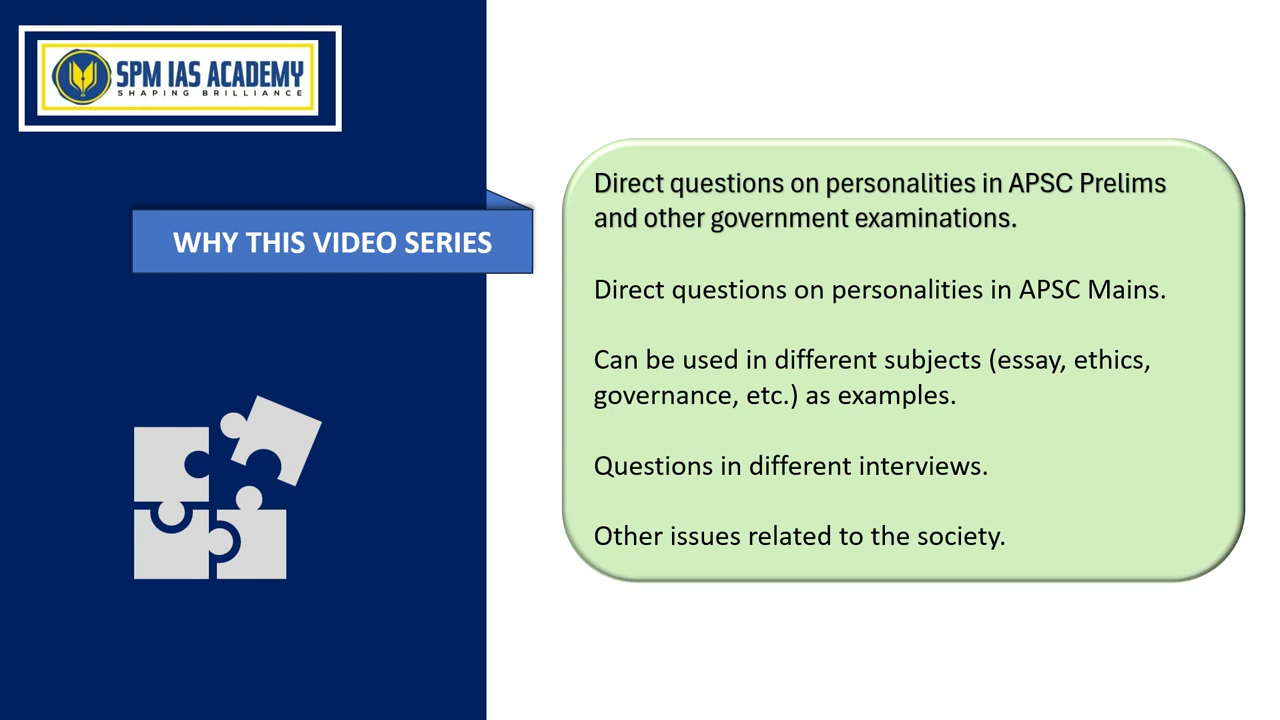 SPM IAS ACADEMY
SHAPING BRILLIANCE
WHY THIS VIDEO SERIES
Direct questions on personalities in APSC Prelims
and other government examinations.
Direct questions on personalities in APSC Mains.
Can be used in different subjects (essay, ethics,
governance, etc.) as examples.
Questions in different interviews.
Other issues related to the society.